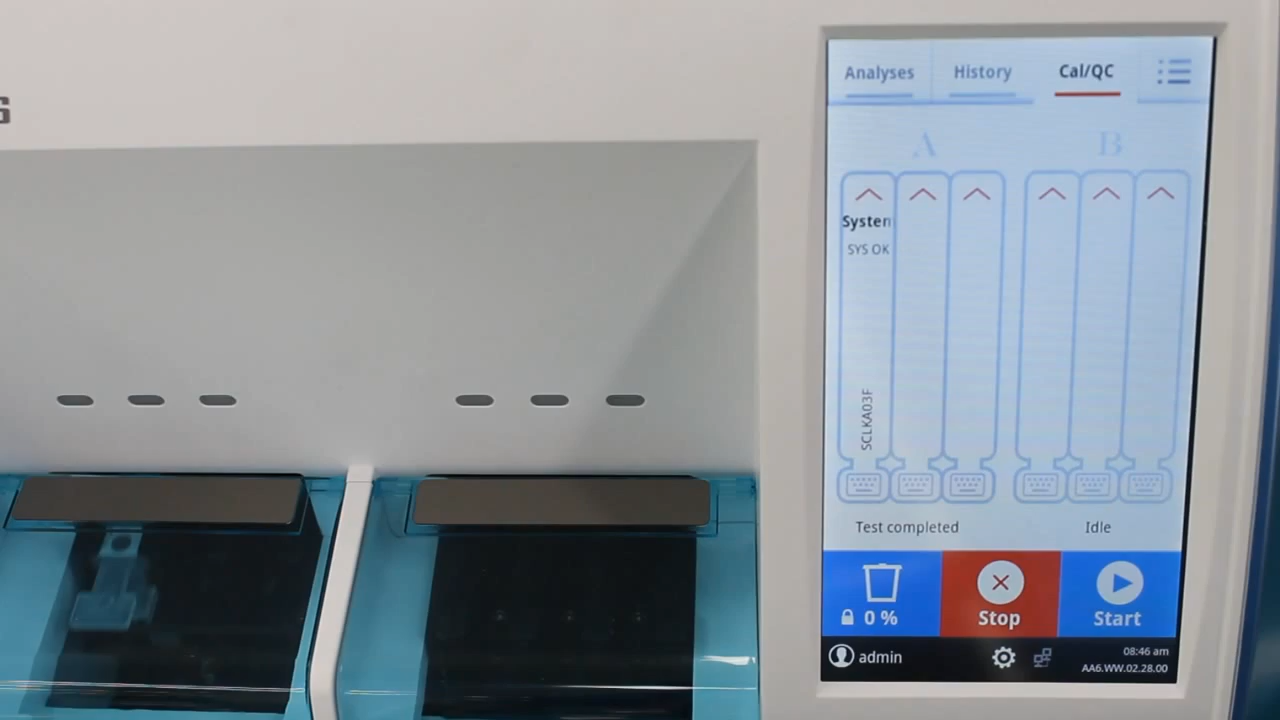 Analyses
History
Cal/QC
A
B
System
SYS OK
SCLKA03F
Test completed
Idle
0 %
Stop
Start
admin
08:46 am
AA6.WW.02.28.00